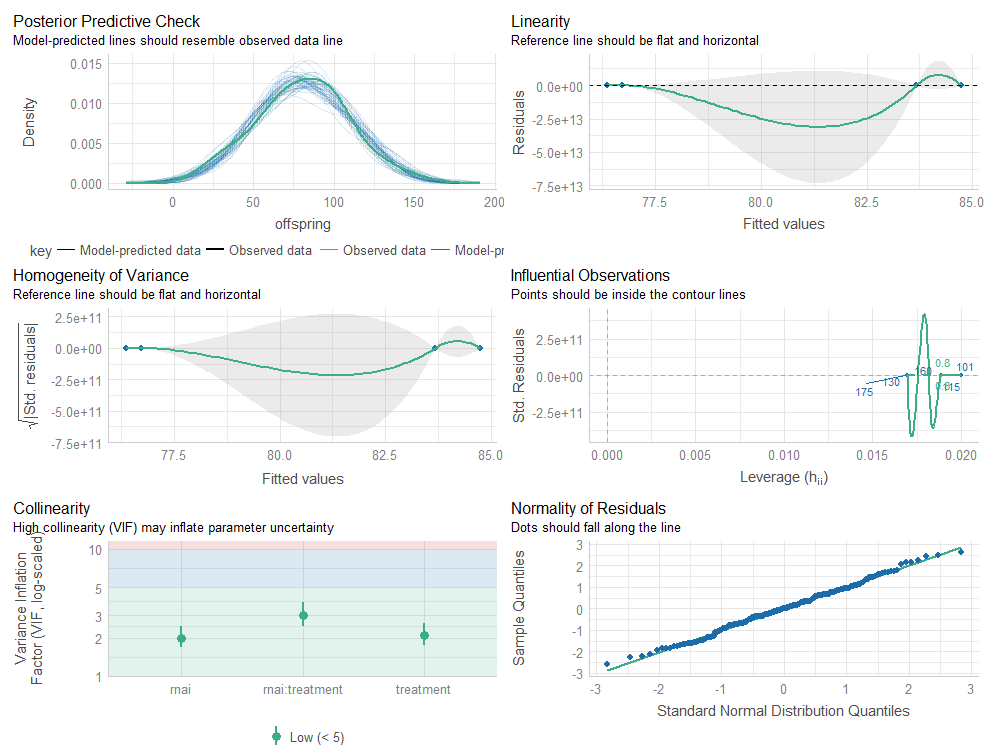 Posterior Predictive Check
Model-predicted lines should resemble observed data line
0.015
0.010
0.005
0.000
Density
0
50
100
150
200
offspring
key
Model-predicted data
Observed data
Observed data
Model-pr
Linearity
Reference line should be flat and horizontal
0.0e+00
-2.5e+13
-5.0e+13
-7.5e+13
Residuals
77.5
80.0
82.5
85.0
Fitted values
Homogeneity of Variance
Reference line should be flat and horizontal
2.5e+11
0.0e+00
-2.5e+11
-5.0e+11
-7.5e+11
√|Std. residuals|
77.5
80.0
82.5
85.0
Fitted values
Influential Observations
Points should be inside the contour lines
2.5e+11
0.0e+00
-2.5e+11
Std. Residuals
175
130
160
0.8
101
115
0.000
0.005
0.010
0.015
0.020
Leverage (hii)
Collinearity
High collinearity (VIF) may inflate parameter uncertainty
10
5
3
2
1
Variance Inflation
Factor (VIF, log-scaled)
rnai
rnai:treatment
treatment
Low (< 5)
Normality of Residuals
Dots should fall along the line
3
2
1
0
-1
-2
-3
Sample Quantiles
-3
-2
-1
0
1
2
3
Standard Normal Distribution Quantiles